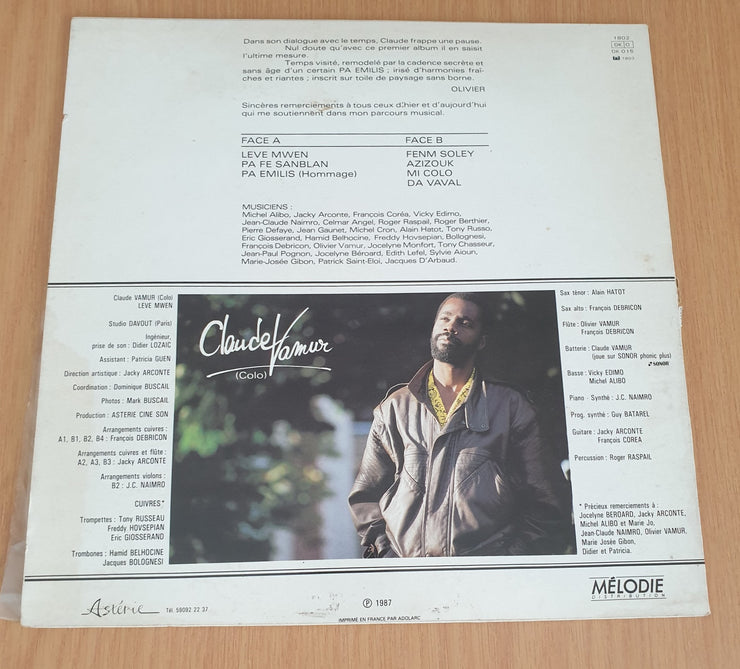 Dans son dialogue avec le temps, Claude frappe une pause.
Nul doute qu'avec ce premier album il en saisit
l'ultime mesure.
Temps visité, remodelé par la cadence secrète et
sans âge d'un certain PA EMILIS ; irisé d'harmonies fraî-
ches et riantes ; inscrit sur toile de paysage sans borne.
OLIVIER
Sincères remerciements à tous ceux d'hier et d'aujourd'hui
qui me soutiennent dans mon parcours musical.
1802
DK 015
1803
FACE A
LEVE MWEN
PA FE SANBLAN
PA EMILIS (Hommage)
FACE B
FENM SOLEY
AZIZOUK
MI COLO
DA VAVAL
MUSICIENS :
Michel Alibo, Jacky Arconte, François Coréa, Vicky Edimo,
Jean-Claude Naimro, Celmar Angel, Roger Raspail, Roger Berthier,
Pierre Defaye, Jean Gaunet, Michel Cron, Alain Hatot, Tony Russo,
Eric Giosserand, Hamid Belhocine, Freddy Hovsepian, Bollognesi,
François Debricon, Olivier Vamur, Jocelyne Monfort, Tony Chasseur,
Jean-Paul Pognon, Jocelyne Béroard, Edith Lefel, Sylvie Aioun,
Marie-Josée Gibon, Patrick Saint-Eloi, Jacques D'Arbaud.
Claude VAMUR (Colo)
LEVE MWEN
Studio DAVOUT (Paris)
Ingénieur,
prise de son : Didier LOZAIC
Assistant : Patricia GUEN
Direction artistique : Jacky ARCONTE
Coordination : Dominique BUSCAIL
Photos : Mark BUSCAIL
Production : ASTERIE CINE SON
Arrangements cuivres :
A1, B1, B2, B4 : François DEBRICON
Arrangements cuivres et flûte :
A2, A3, B3 : Jacky ARCONTE
Arrangements violons :
B2 : J.C. NAIMRO
CUIVRES*
Trompettes : Tony RUSSEAU
Freddy HOVSEPIAN
Eric GIOSSERAND
Trombones : Hamid BELHOCINE
Jacques BOLOGNESI
Claude Vamur
(Colo)
Sax ténor : Alain HATOT
Sax alto : François DEBRICON
Flûte : Olivier VAMUR
François DEBRICON
Batterie : Claude VAMUR
(joue sur SONOR phonic plus)
SONOR
Basse : Vicky EDIMO
Michel ALIBO
Piano - Synthé : J.C. NAIMRO
Prog. synthé : Guy BATAREL
Guitare : Jacky ARCONTE
François COREA
Percussion : Roger RASPAIL
* Précieux remerciements à :
Jocelyne BEROARD, Jacky ARCONTE,
Michel ALIBO et Marie Jo,
Jean-Claude NAIMRO, Olivier VAMUR,
Marie Josée Gibon,
Didier et Patricia.
Astérie
Tél. 58092 22 37
℗ 1987
IMPRIMÉ EN FRANCE PAR ADOLARC
MÉLODIE
DISTRIBUTION